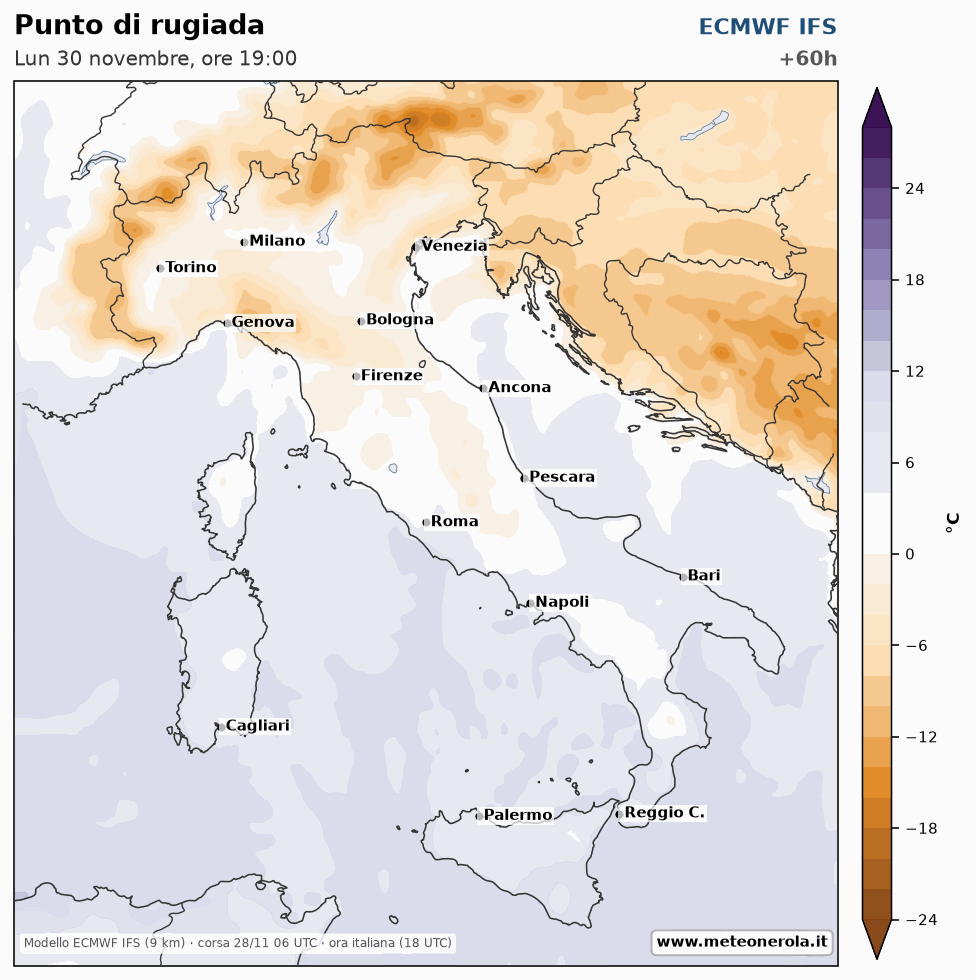 Punto di rugiada
ECMWF IFS
Lun 30 novembre, ore 19:00
+60h
Milano
Venezia
Torino
Genova
Bologna
Firenze
Ancona
Pescara
Roma
Bari
Napoli
Cagliari
Palermo
Reggio C.
24
18
12
6
0
−6
−12
−18
−24
°C
Modello ECMWF IFS (9 km) · corsa 28/11 06 UTC · ora italiana (18 UTC)
www.meteonerola.it